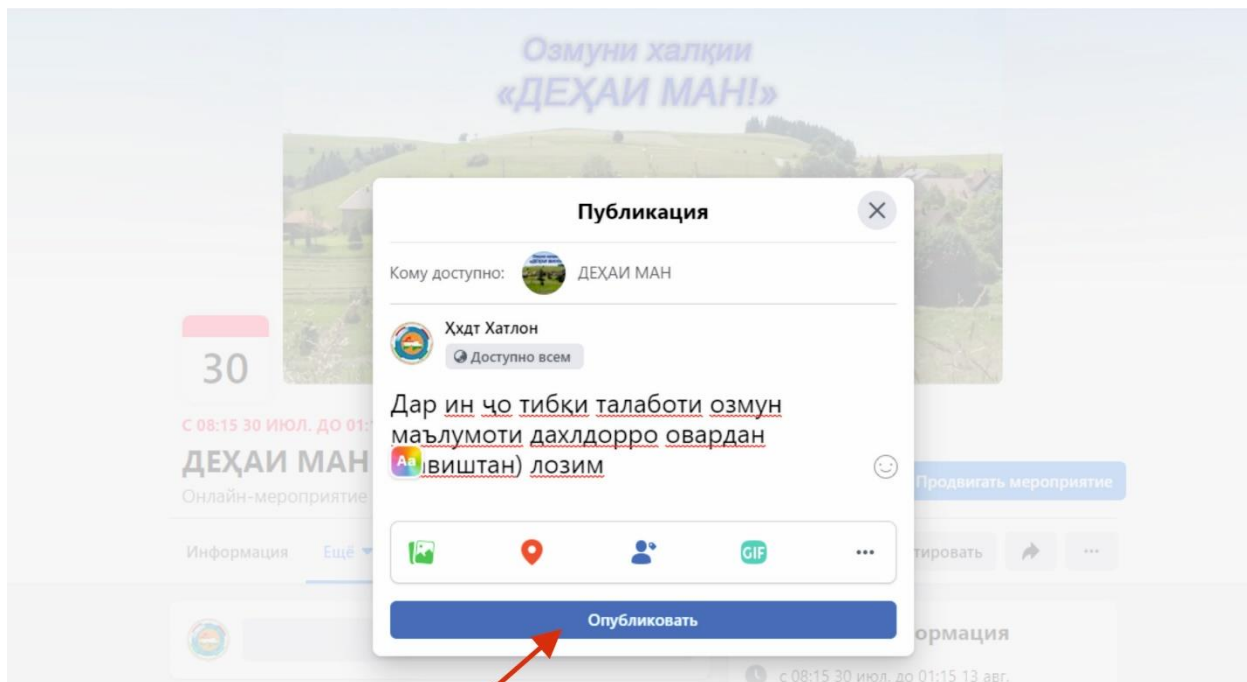 Озмуни халқии
«ДЕҲАИ МАН!»
Публикация
Кому доступно:
ДЕҲАИ МАН
Ҳхдт Хатлон
Доступно всем
30
Дар ин ҷо тибқи талаботи озмун
маълумоти дахлдорро овардан
виштан) лозим
Aa
С 08:15 30 ИЮЛ. ДО 01:
ДЕҲАИ МАН
Онлайн-мероприятие
Продвигать мероприятие
Информация Ещё
GIF
тировать
Опубликовать
ормация
с 08:15 30 июл. до 01:15 13 авг.